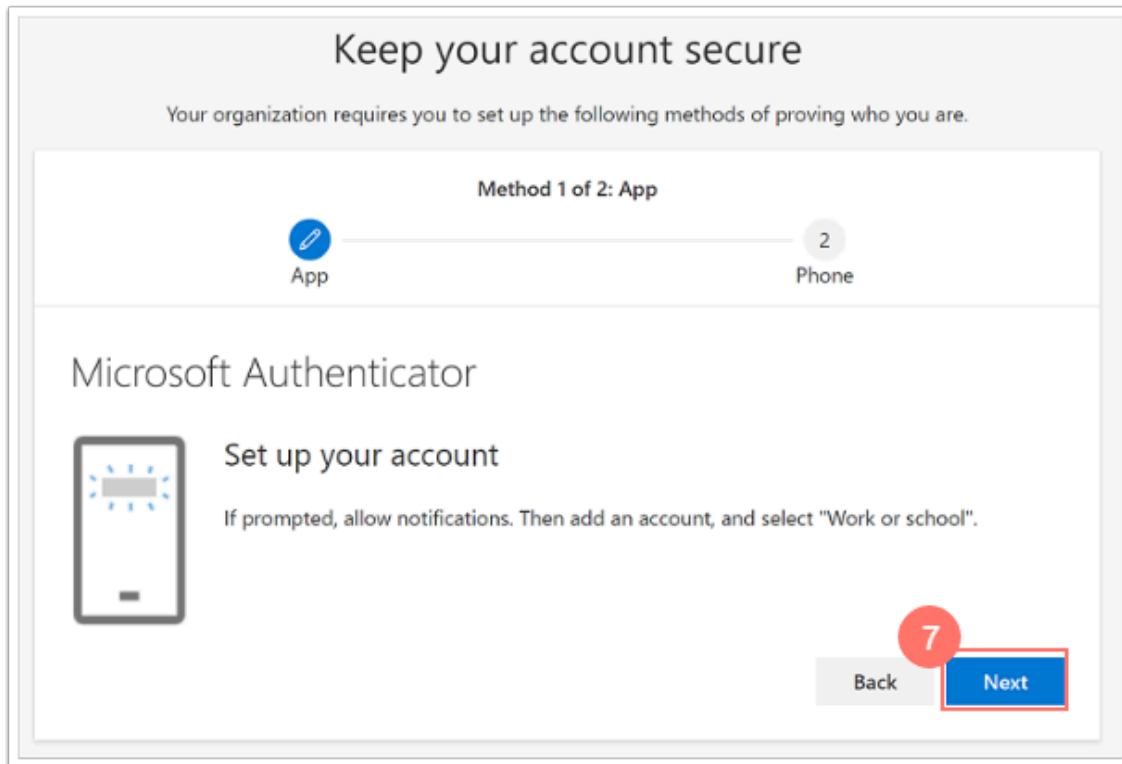 Keep your account secure
Your organization requires you to set up the following methods of proving who you are.
Method 1 of 2: App
2
App
Phone
Microsoft Authenticator
Set up your account
If prompted, allow notifications. Then add an account, and select "Work or school".
7
Back
Next